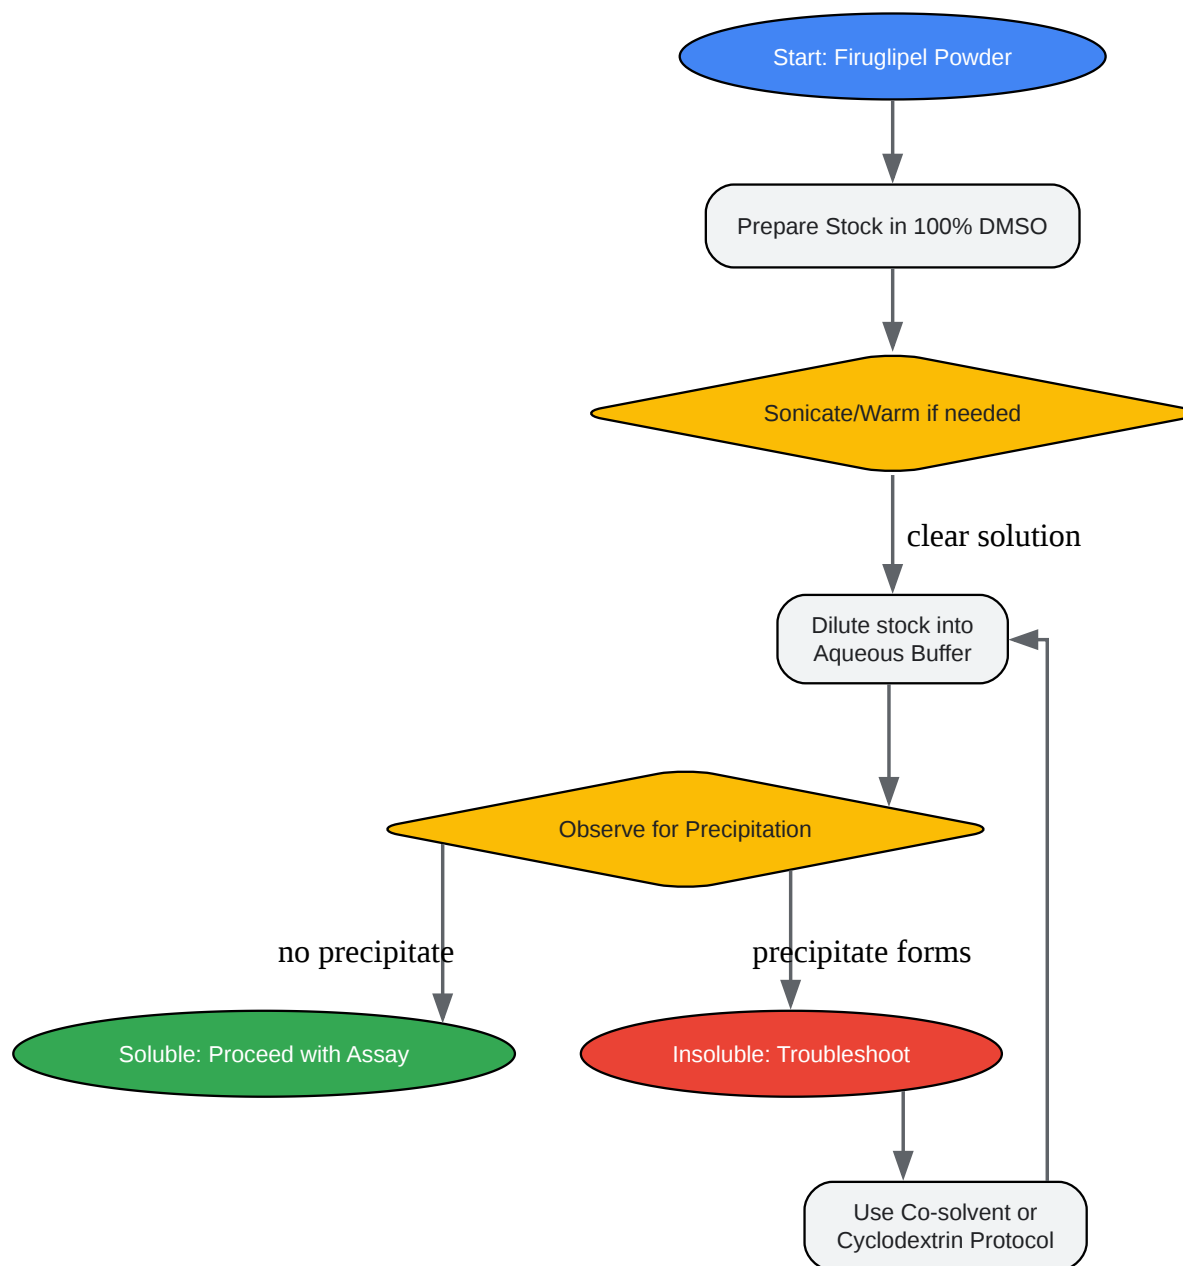 Start: Firuglipel Powder
Prepare Stock in 100% DMSO
Sonicate/Warm if needed
clear solution
Dilute stock into
Aqueous Buffer
Observe for Precipitation
no precipitate
precipitate forms
Soluble: Proceed with Assay
Insoluble: Troubleshoot
Use Co-solvent or
Cyclodextrin Protocol